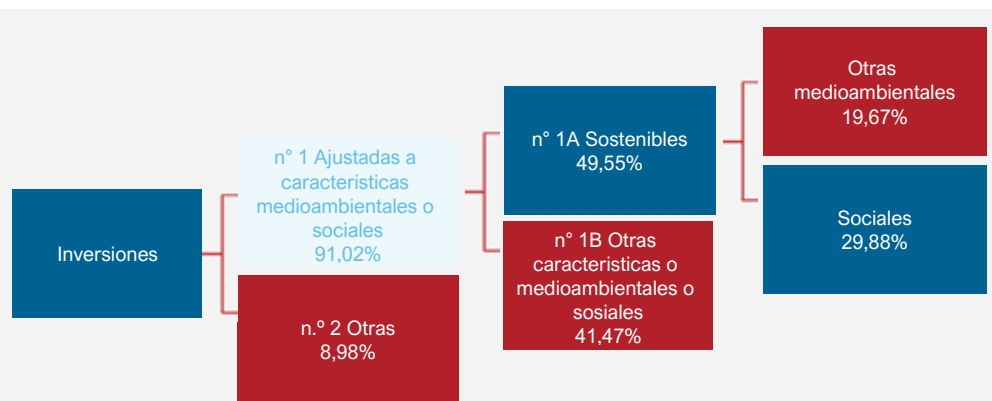 Inversiones
n° 1 Ajustadas a
caracteristicas
medioambientales o
sociales
91,02%
n.º 2 Otras
8,98%
n° 1A Sostenibles
49,55%
n° 1B Otras
caracteristicas o
medioambientales o
sosiales
41,47%
Otras
medioambientales
19,67%
Sociales
29,88%